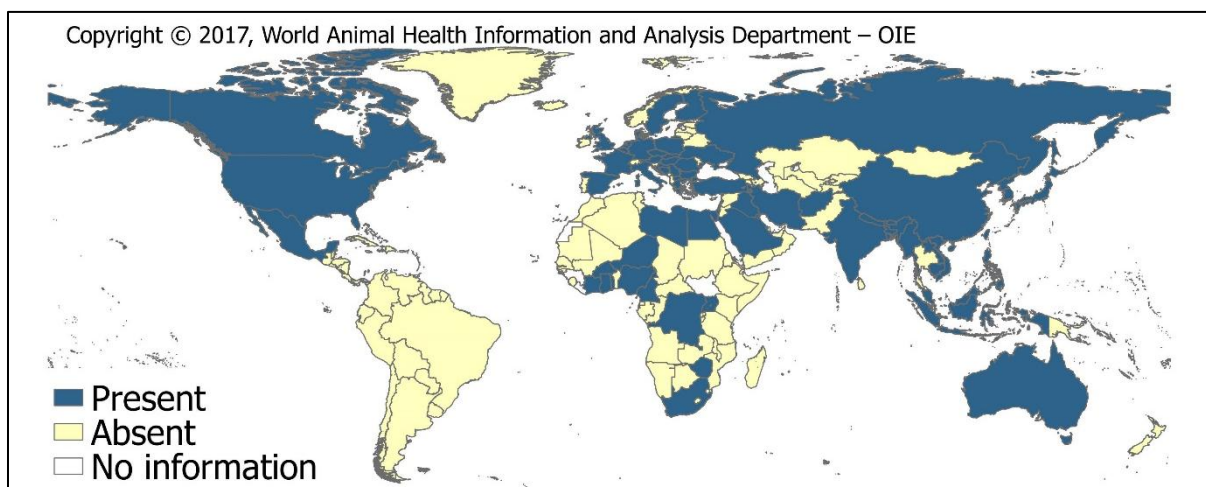 Copyright © 2017, World Animal Health Information and Analysis Department – OIE
Present
Absent
No information